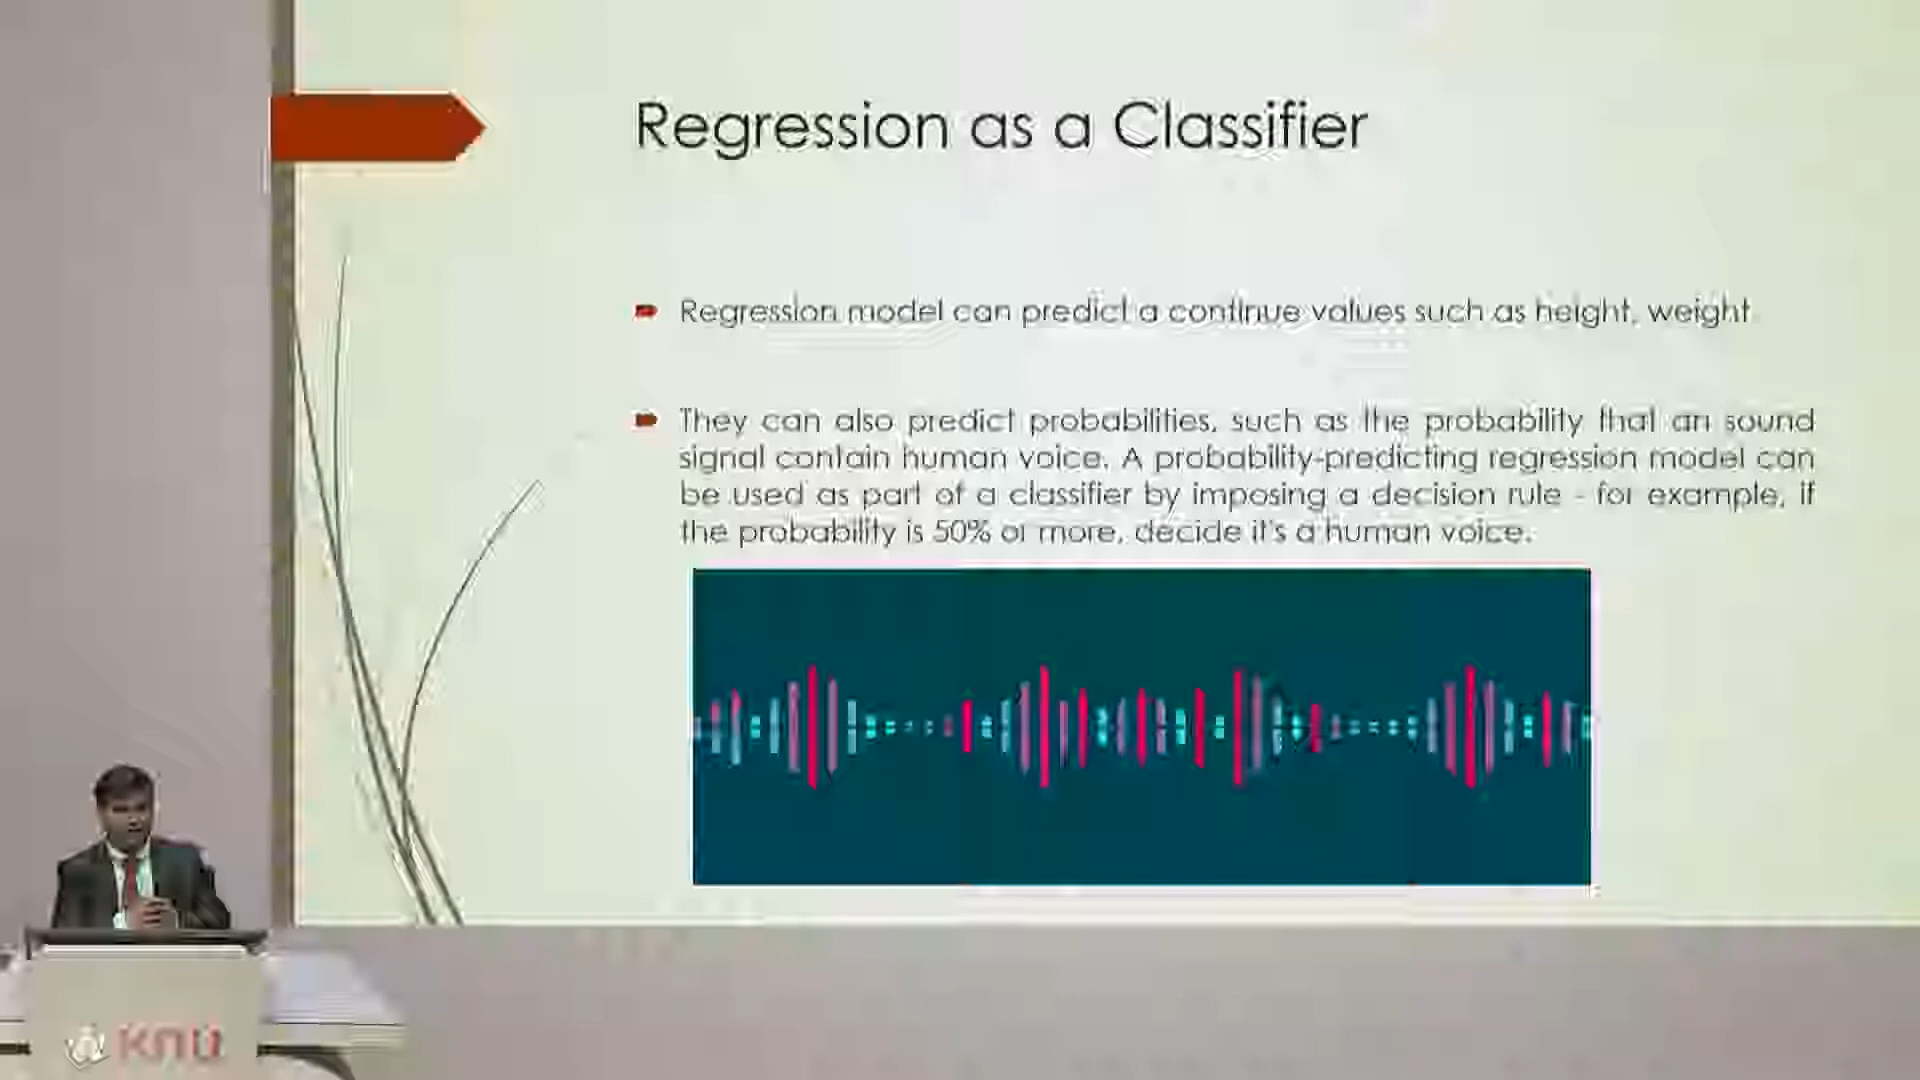 Regression as a Classifier
Regression model can predict a continue values such as height, weight
They can also predict probabilities, such as the probability that an sound
signal contain human voice. A probability-predicting regression model can
be used as part of a classifier by imposing a decision rule - for example, if
the probability is 50% or more, decide it's a human voice.
KNU